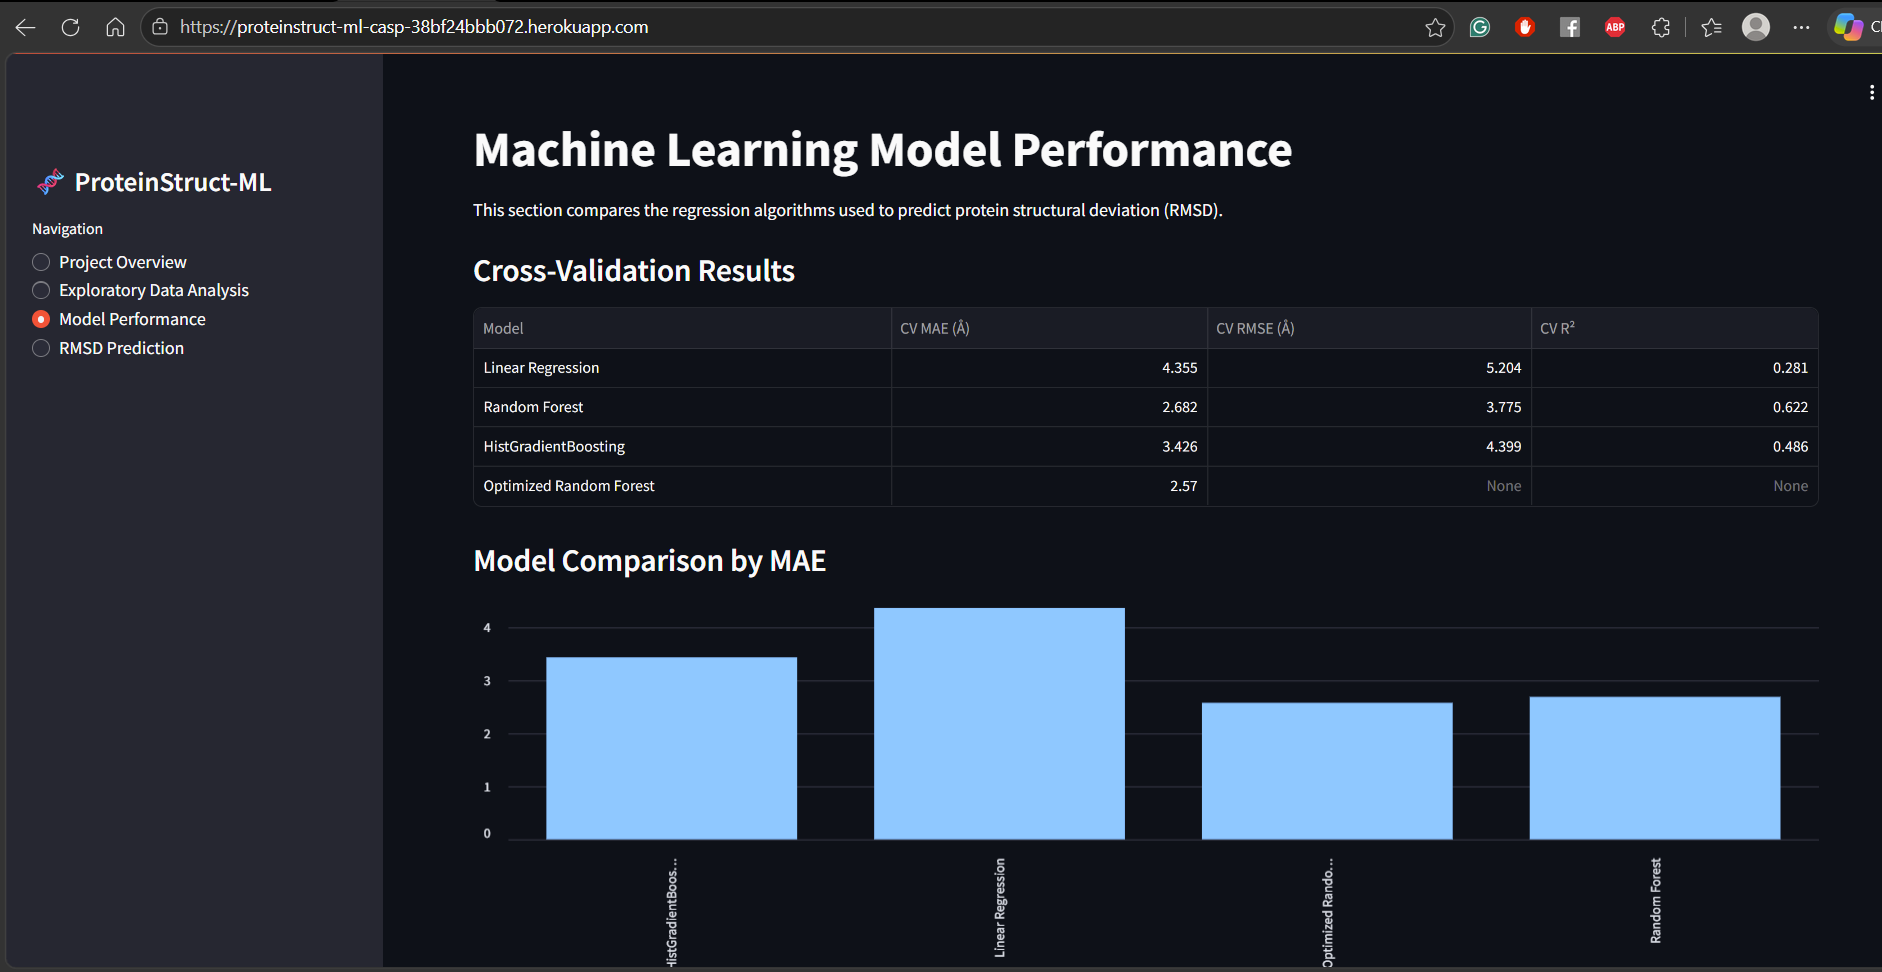 https://proteinstruct-ml-casp-38bf24bbb072.herokuapp.com
ABP
ProteinStruct-ML
Navigation
Project Overview
Exploratory Data Analysis
Model Performance
RMSD Prediction
Machine Learning Model Performance
This section compares the regression algorithms used to predict protein structural deviation (RMSD).
Cross-Validation Results
Model CV MAE (Å) CV RMSE (Å) CV R²
Linear Regression 4.355 5.204 0.281
Random Forest 2.682 3.775 0.622
HistGradientBoosting 3.426 4.399 0.486
Optimized Random Forest 2.57 None None
Model Comparison by MAE
4
3
2
1
0
HistGradientBoos…
Linear Regression
Optimized Rando…
Random Forest